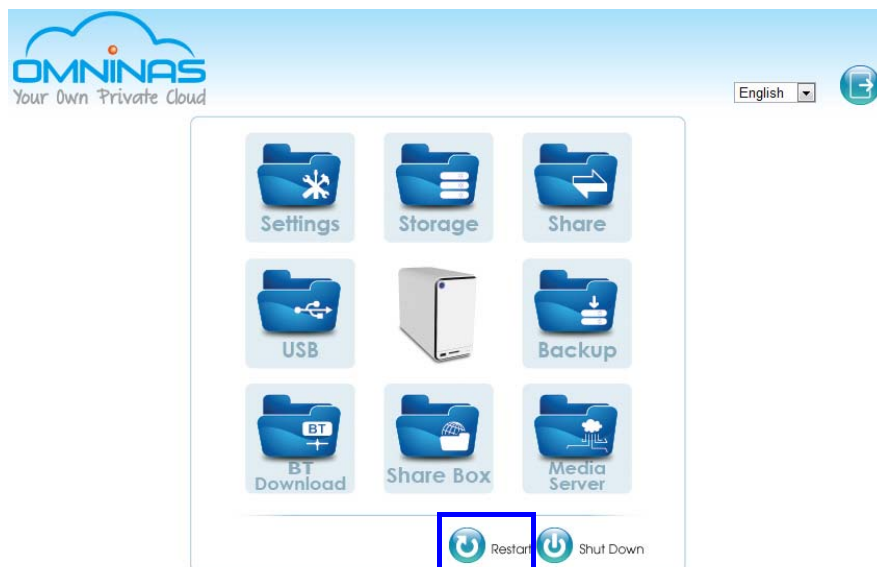 OMNINAS
Your Own Private Cloud
English
Settings
Storage
Share
USB
Backup
BT
BT
Download
Share Box
Media
Server
Restart
Shut Down